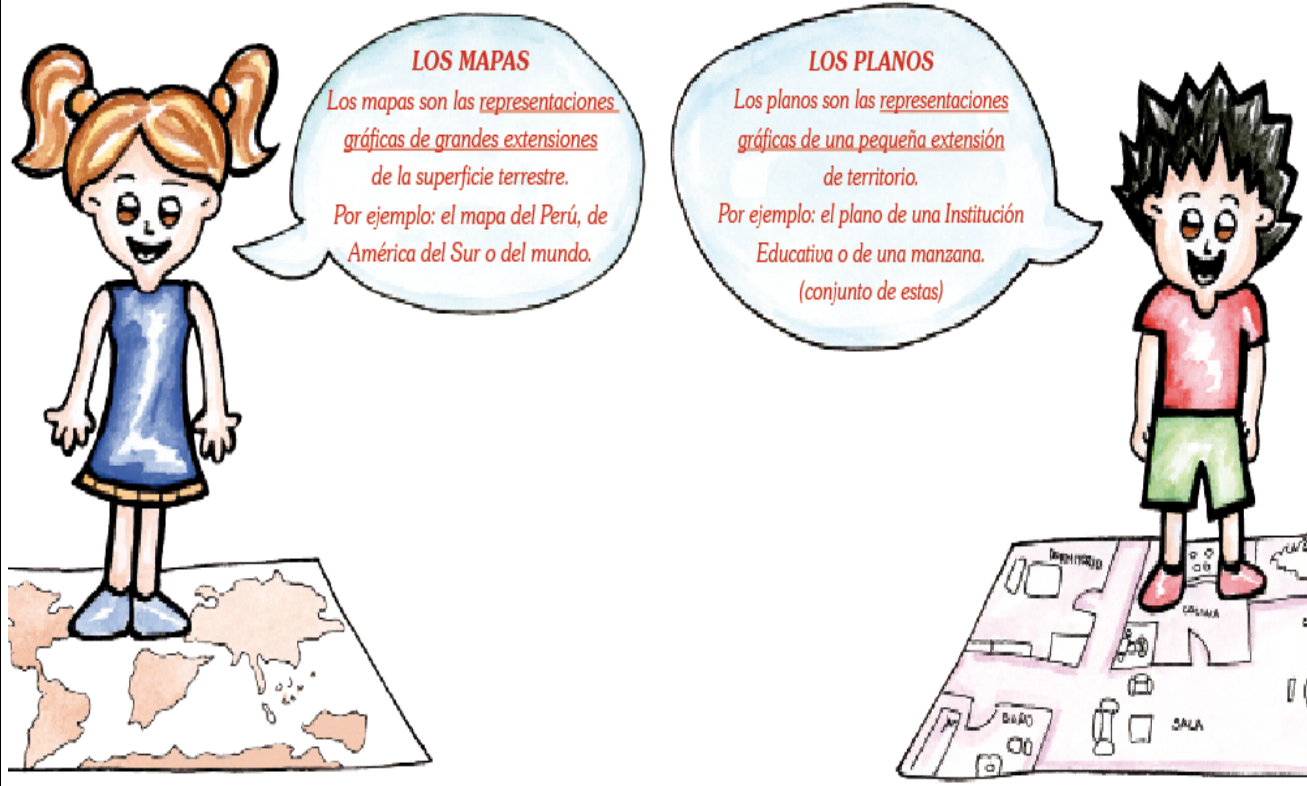 LOS MAPAS
Los mapas son las representaciones
gráficas de grandes extensiones
de la superficie terrestre.
Por ejemplo: el mapa del Perú, de
América del Sur o del mundo.
LOS PLANOS
Los planos son las representaciones
gráficas de una pequeña extensión
de territorio.
Por ejemplo: el plano de una Institución
Educativa o de una manzana.
(conjunto de estas)
DORMITORIO
COCINA
BAÑO
SALA